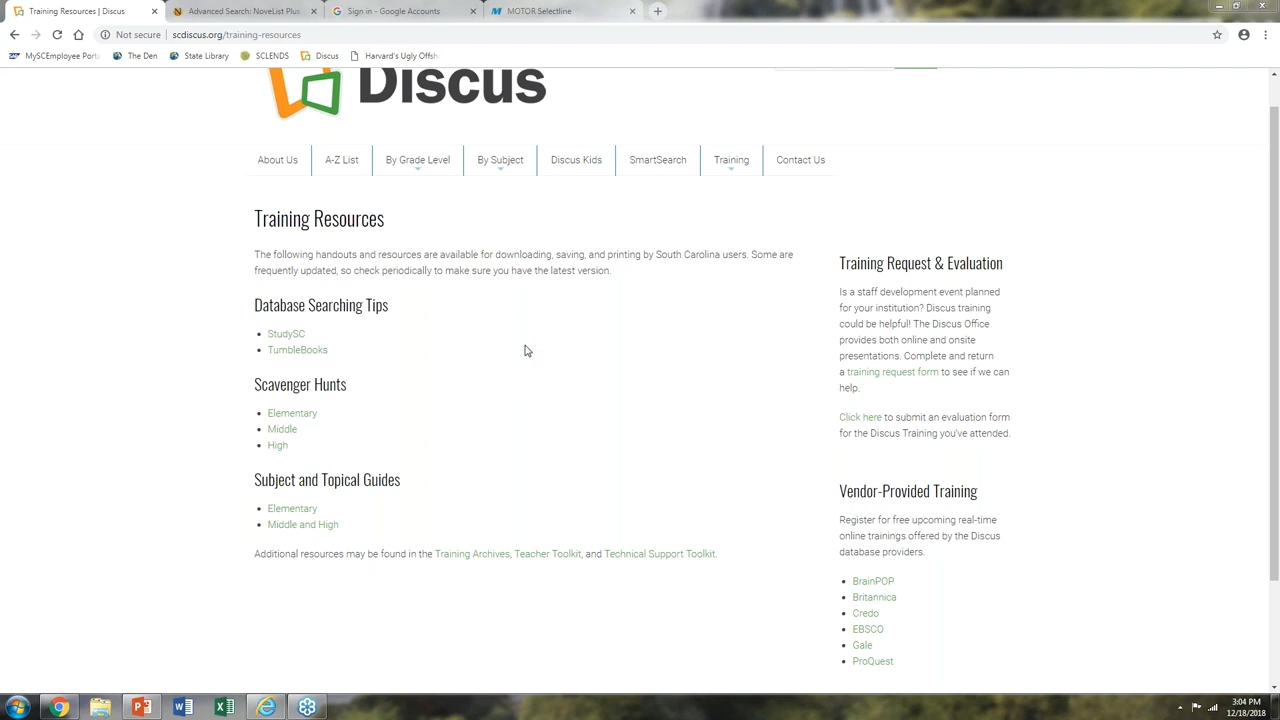 Training Resources | Discus
Advanced Search: NoveList Plus
Sign in - Google Accounts
MOTOR Selectline
Not secure | scdiscus.org/training-resources
MySCEmployee Porta
The Den
State Library
SCLENDS
Discus
Harvard's Ugly Offsh
Discus
About Us
A-Z List
By Grade Level
By Subject
Discus Kids
SmartSearch
Training
Contact Us
Training Resources
The following handouts and resources are available for downloading, saving, and printing by South Carolina users. Some are
frequently updated, so check periodically to make sure you have the latest version.
Database Searching Tips
StudySC
TumbleBooks
Scavenger Hunts
Elementary
Middle
High
Subject and Topical Guides
Elementary
Middle and High
Additional resources may be found in the Training Archives, Teacher Toolkit, and Technical Support Toolkit.
Training Request & Evaluation
Is a staff development event planned
for your institution? Discus training
could be helpful! The Discus Office
provides both online and onsite
presentations. Complete and return
a training request form to see if we can
help.
Click here to submit an evaluation form
for the Discus Training you've attended.
Vendor-Provided Training
Register for free upcoming real-time
online trainings offered by the Discus
database providers.
BrainPOP
Britannica
Credo
EBSCO
Gale
ProQuest
3:04 PM
12/18/2018